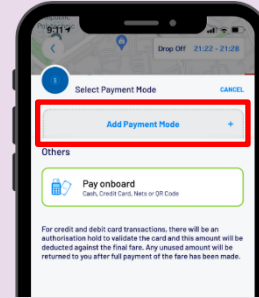 9:11
Drop Off 21:22 - 21:28
3
Select Payment Mode CANCEL
Add Payment Mode +
Others
Pay onboard
Cash, Credit Card, Nets or QR Code
For credit and debit card transactions, there will be an
authorisation hold to validate the card and this amount will be
deducted against the final fare. Any unused amount will be
returned to you after full payment of the fare has been made.